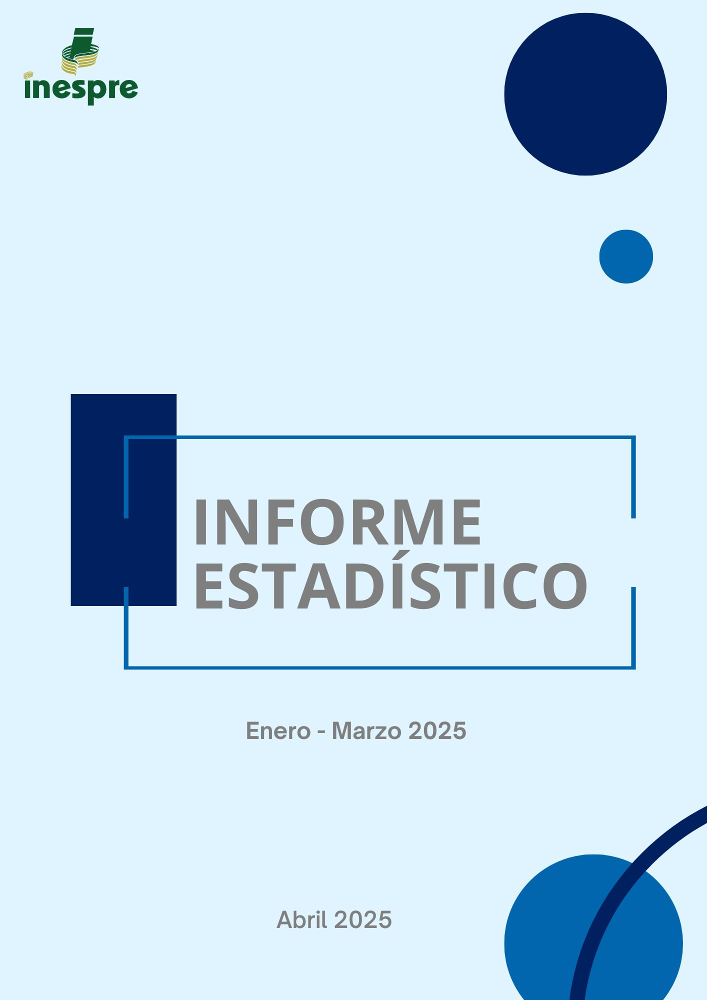 inespre
INFORME
ESTADÍSTICO
Enero - Marzo 2025
Abril 2025